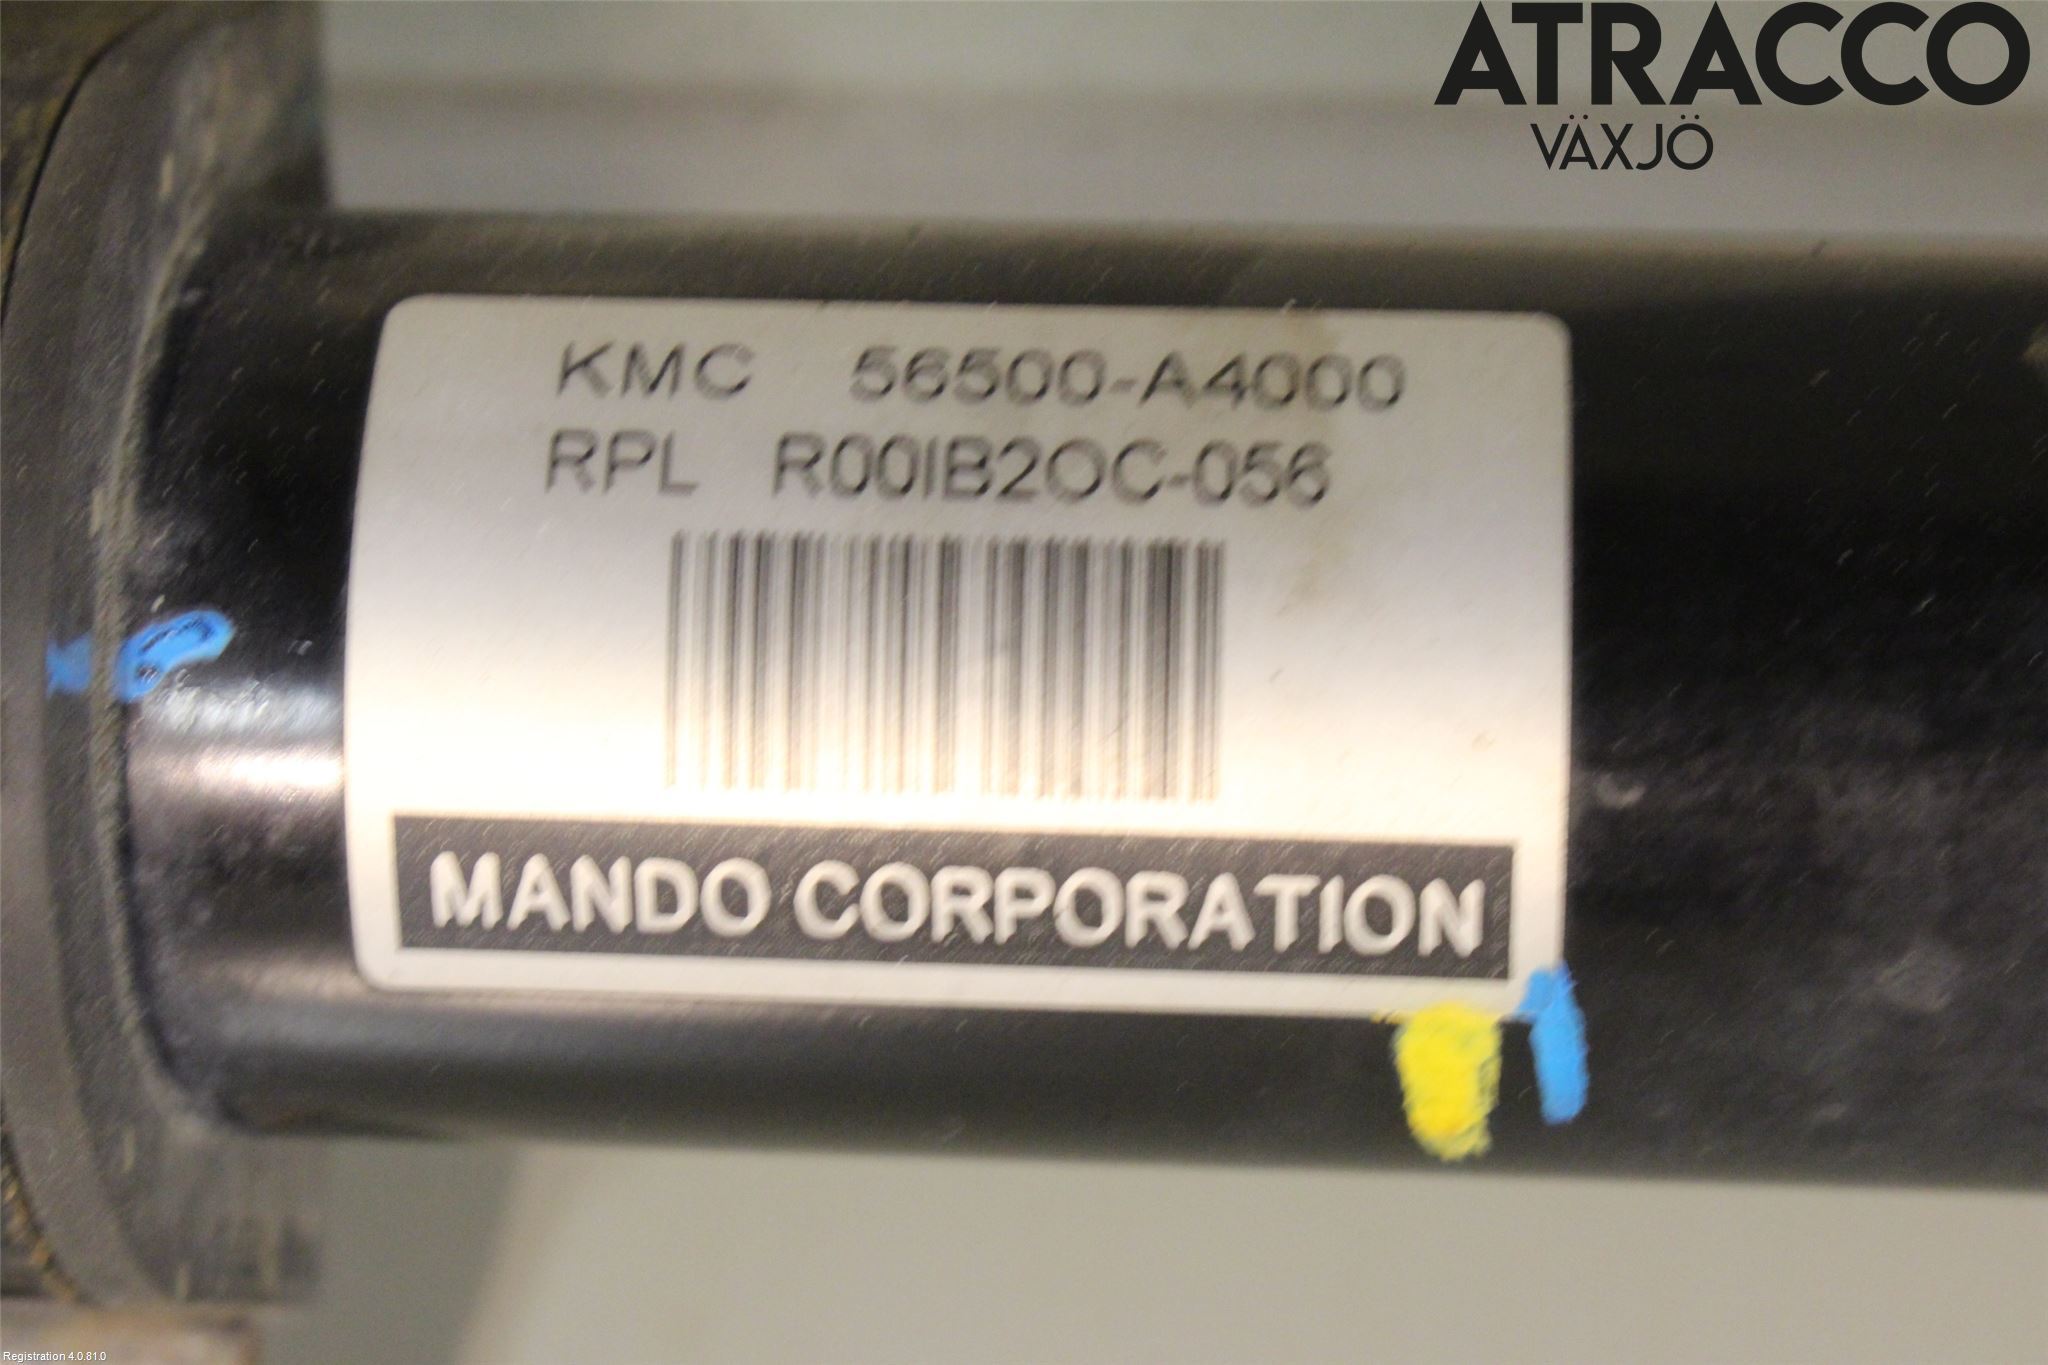 ATRACCO
VÄXJÖ
KMC 56500-A4000
RPL R00IB2OC-056
MANDO CORPORATION
Registration 4.0.81.0